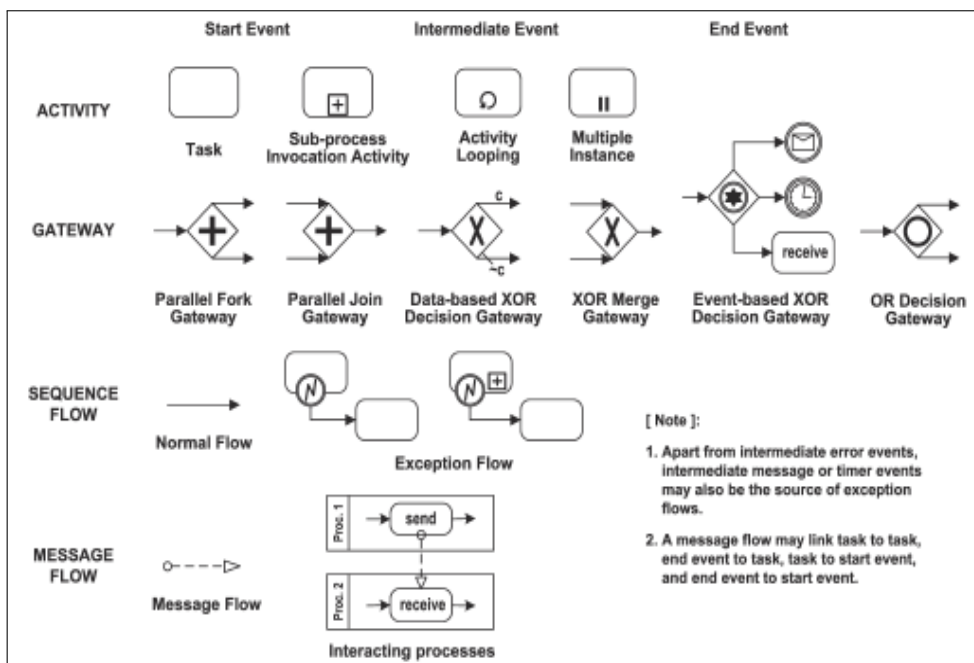 Start Event
Intermediate Event
End Event
ACTIVITY
Task
Sub-process
Invocation Activity
Activity
Looping
Multiple
Instance
GATEWAY
c
~c
receive
Parallel Fork
Gateway
Parallel Join
Gateway
Data-based XOR
Decision Gateway
XOR Merge
Gateway
Event-based XOR
Decision Gateway
OR Decision
Gateway
SEQUENCE
FLOW
Normal Flow
Exception Flow
[ Note ]:
1. Apart from intermediate error events,
intermediate message or timer events
may also be the source of exception
flows.
2. A message flow may link task to task,
end event to task, task to start event,
and end event to start event.
MESSAGE
FLOW
Message Flow
Proc. 1
send
Proc. 2
receive
Interacting processes